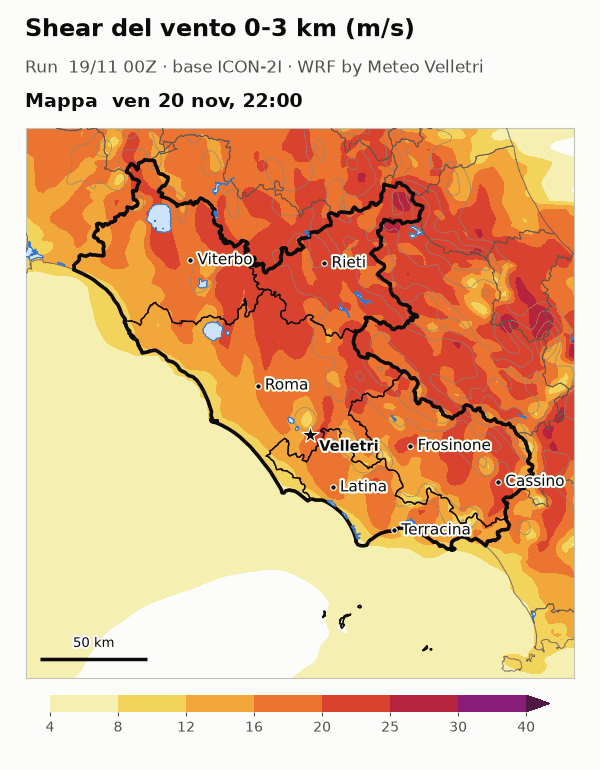 Shear del vento 0-3 km (m/s)
Run  19/11 00Z · base ICON-2I · WRF by Meteo Velletri
Mappa  ven 20 nov, 22:00
Viterbo
Rieti
Roma
Velletri
Frosinone
Cassino
Latina
Terracina
50 km
4 8 12 16 20 25 30 40